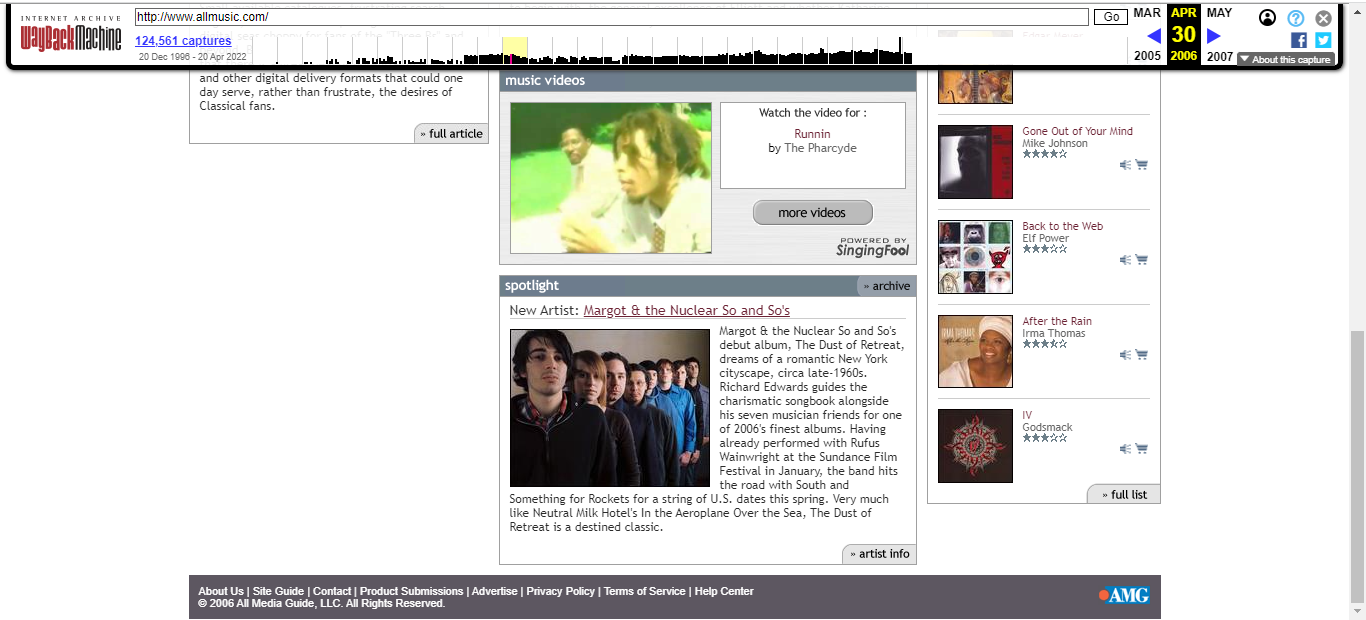 INTERNET ARCHIVE
WayBackMachine
http://www.allmusic.com/
Go
124,561 captures
20 Dec 1996 - 20 Apr 2022
MAR
APR
MAY
30
2005
2006
2007
About this capture
and other digital delivery formats that could one
day serve, rather than frustrate, the desires of
Classical fans.
» full article
music videos
Watch the video for :
Runnin
by The Pharcyde
more videos
POWERED BY
SingingFool
spotlight
» archive
New Artist: Margot & the Nuclear So and So's
Margot & the Nuclear So and So's
debut album, The Dust of Retreat,
dreams of a romantic New York
cityscape, circa late-1960s.
Richard Edwards guides the
charismatic songbook alongside
his seven musician friends for one
of 2006's finest albums. Having
already performed with Rufus
Wainwright at the Sundance Film
Festival in January, the band hits
the road with South and
Something for Rockets for a string of U.S. dates this spring. Very much
like Neutral Milk Hotel's In the Aeroplane Over the Sea, The Dust of
Retreat is a destined classic.
» artist info
Gone Out of Your Mind
Mike Johnson
Back to the Web
Elf Power
After the Rain
Irma Thomas
IV
Godsmack
» full list
About Us | Site Guide | Contact | Product Submissions | Advertise | Privacy Policy | Terms of Service | Help Center
© 2006 All Media Guide, LLC. All Rights Reserved.
AMG